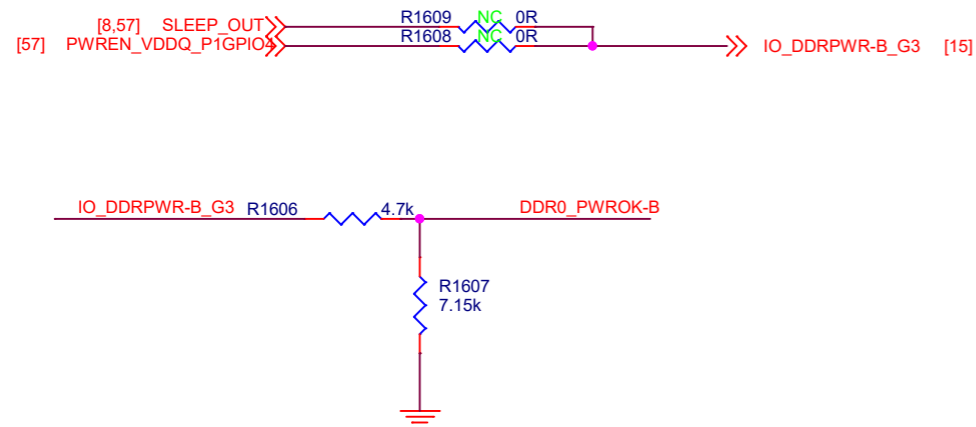 [8,57] SLEEP_OUT R1609 NC 0R
[57] PWREN_VDDQ_P1GPIO4 R1608 NC 0R IO_DDRPWR-B_G3 [15]
IO_DDRPWR-B_G3 R1606 4.7k DDR0_PWROK-B
R1607
7.15k